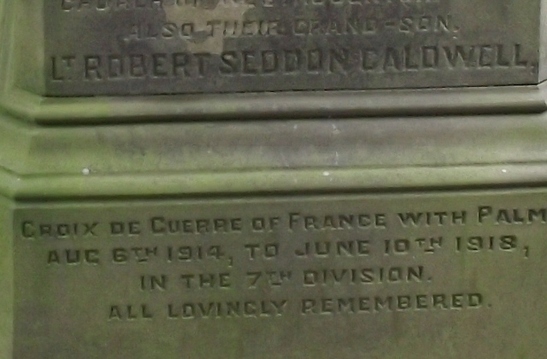 ALSO THEIR GRAND-SON,
LT ROBERT SEDDON CALDWELL,
CROIX DE GUERRE OF FRANCE WITH PALM
AUG 6TH 1914, TO JUNE 10TH 1918,
IN THE 7TH DIVISION.
ALL LOVINGLY REMEMBERED.